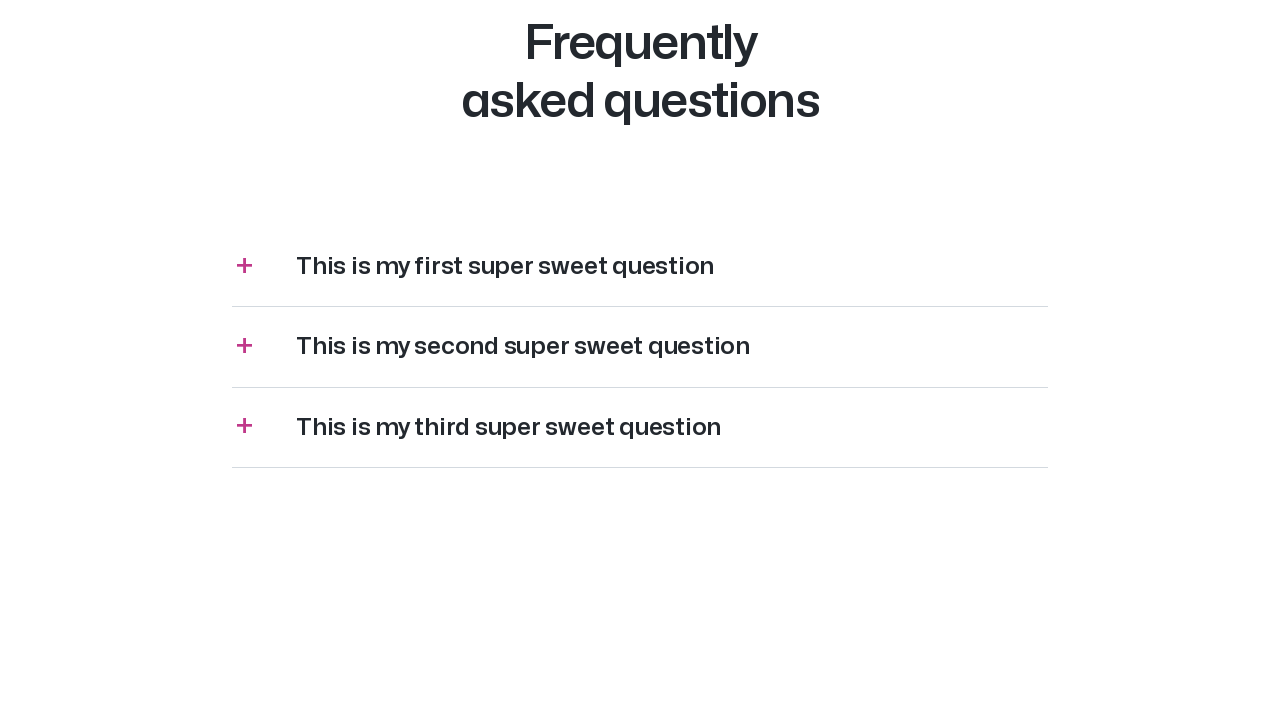 Frequently
asked questions
+ This is my first super sweet question
+ This is my second super sweet question
+ This is my third super sweet question